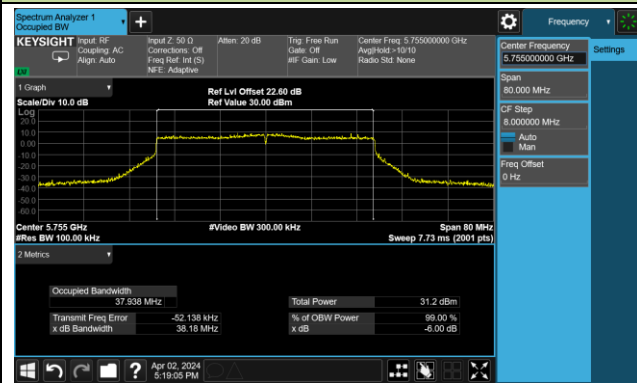 Spectrum Analyzer 1
Occupied BW
Frequency
KEYSIGHT
Input: RF
Coupling: AC
Align: Auto
Input Z: 50 Ω
Corrections: Off
Freq Ref: Int (S)
NFE: Adaptive
Atten: 20 dB
Trig: Free Run
Gate: Off
#IF Gain: Low
Center Freq: 5.755000000 GHz
Avg|Hold:>10/10
Radio Std: None
Center Frequency
5.755000000 GHz
Settings
Span
80.000 MHz
CF Step
8.000000 MHz
Auto
Man
Freq Offset
0 Hz
1 Graph
Scale/Div 10.0 dB
Ref Lvl Offset 22.60 dB
Ref Value 30.00 dBm
Log
20.0
10.0
0.00
-10.0
-20.0
-30.0
-40.0
-50.0
-60.0
Center 5.755 GHz
#Res BW 100.00 kHz
#Video BW 300.00 kHz
Span 80 MHz
Sweep 7.73 ms (2001 pts)
2 Metrics
Occupied Bandwidth
37.938 MHz
Total Power 31.2 dBm
Transmit Freq Error -52.138 kHz
% of OBW Power 99.00 %
x dB Bandwidth 38.18 MHz
x dB -6.00 dB
Apr 02, 2024
5:19:05 PM